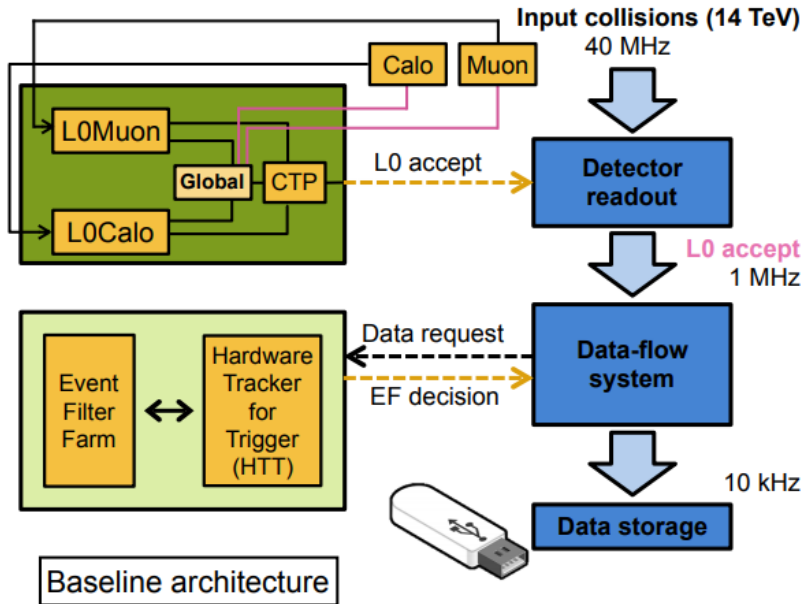 Input collisions (14 TeV)
40 MHz
Calo
Muon
L0Muon
Global
CTP
L0Calo
L0 accept
Detector
readout
L0 accept
1 MHz
Data request
EF decision
Data-flow
system
Event
Filter
Farm
Hardware
Tracker
for
Trigger
(HTT)
10 kHz
Data storage
Baseline architecture